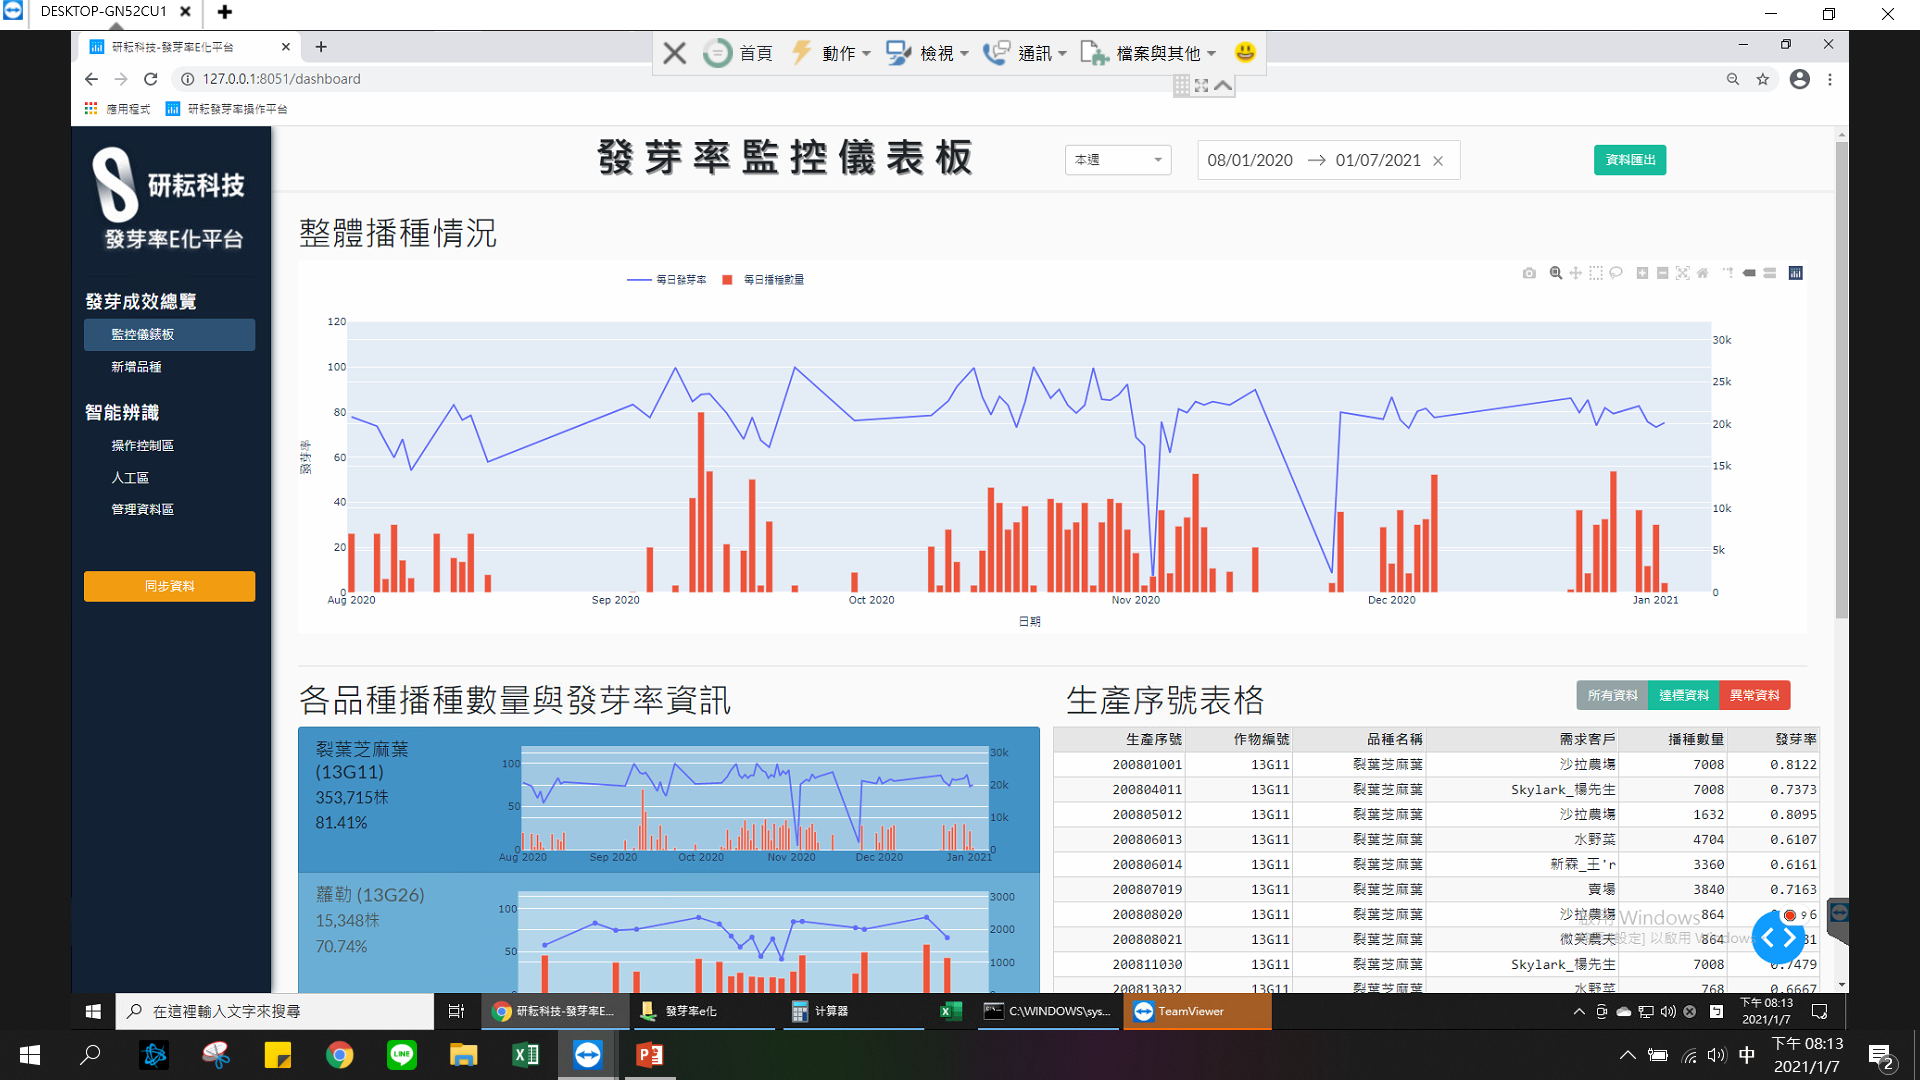 DESKTOP-GN52CU1
研耘科技-發芽率E化平台
首頁 動作 檢視 通訊 檔案與其他
127.0.0.1:8051/dashboard
應用程式 研耘發芽率操作平台
研耘科技
發芽率E化平台
發芽成效總覽
監控儀錶板
新增品種
智能辨識
操作控制區
人工區
管理資料區
同步資料
發芽率監控儀表板
本週
08/01/2020 → 01/07/2021
資料匯出
整體播種情況
每日發芽率 每日播種數量
120
100
80
60
40
20
0
發芽率
30k
25k
20k
15k
10k
5k
0
Aug 2020 Sep 2020 Oct 2020 Nov 2020 Dec 2020 Jan 2021
日期
各品種播種數量與發芽率資訊
裂葉芝麻葉
(13G11)
353,715株
81.41%
100
50
0
30k
20k
10k
0
Aug 2020 Sep 2020 Oct 2020 Nov 2020 Dec 2020 Jan 2021
蘿勒 (13G26)
15,348株
70.74%
100
50
3000
2000
1000
生產序號表格
所有資料 達標資料 異常資料
生產序號 作物編號 品種名稱 需求客戶 播種數量 發芽率
200801001 13G11 裂葉芝麻葉 沙拉農場 7008 0.8122
200804011 13G11 裂葉芝麻葉 Skylark_楊先生 7008 0.7373
200805012 13G11 裂葉芝麻葉 沙拉農場 1632 0.8095
200806013 13G11 裂葉芝麻葉 水野菜 4704 0.6107
200806014 13G11 裂葉芝麻葉 新霖_王'r 3360 0.6161
200807019 13G11 裂葉芝麻葉 賣場 3840 0.7163
200808020 13G11 裂葉芝麻葉 沙拉農場 864
200808021 13G11 裂葉芝麻葉 微笑農夫 864
200811030 13G11 裂葉芝麻葉 Skylark_楊先生 7008 0.7479
200813032 13G11 裂葉芝麻葉 水野菜 768 0.6667
啟用 Windows
[設定] 以啟用 Windows
在這裡輸入文字來搜尋
研耘科技-發芽率E...
發芽率e化
计算器
C:\WINDOWS\sys...
TeamViewer
下午 08:13
2021/1/7
中
下午 08:13
2021/1/7
2